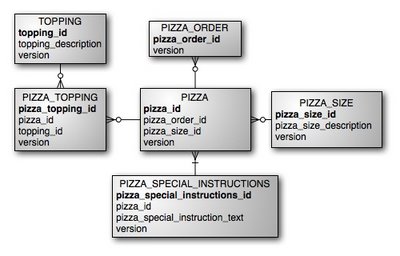 TOPPING
topping_id
topping_description
version
PIZZA_ORDER
pizza_order_id
version
PIZZA_TOPPING
pizza_topping_id
pizza_id
topping_id
version
PIZZA
pizza_id
pizza_order_id
pizza_size_id
version
PIZZA_SIZE
pizza_size_id
pizza_size_description
version
PIZZA_SPECIAL_INSTRUCTIONS
pizza_special_instructions_id
pizza_id
pizza_special_instruction_text
version